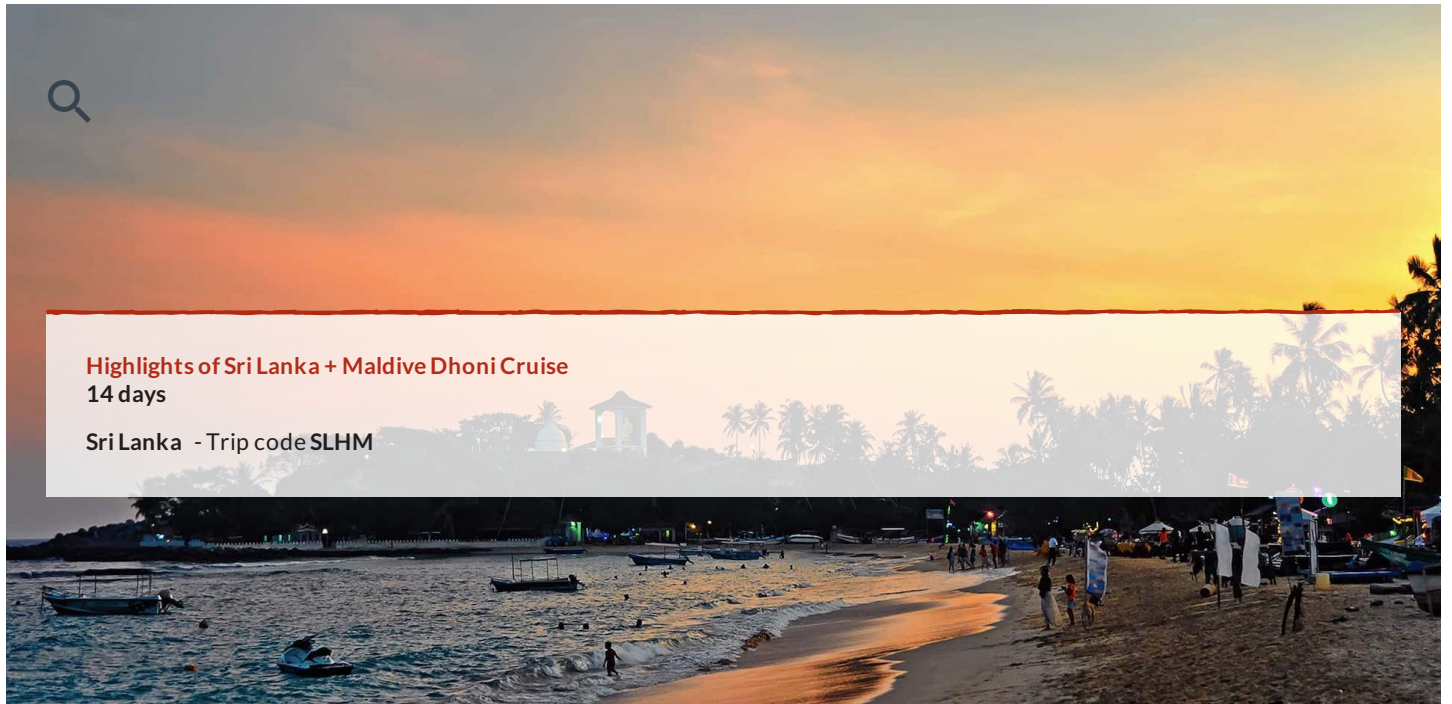 Highlights of Sri Lanka + Maldive Dhoni Cruise
14 days
Sri Lanka - Trip code SLHM